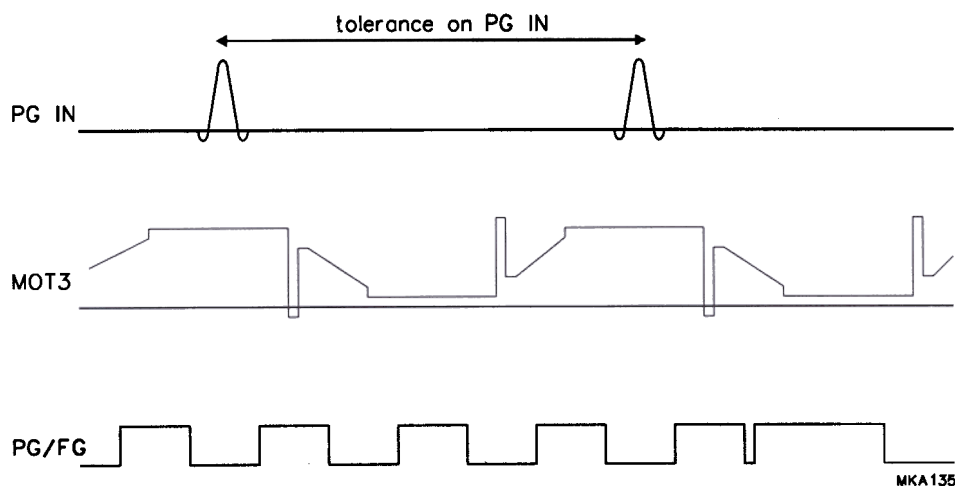 tolerance on PG IN
PG IN
MOT3
PG/FG
MKA135